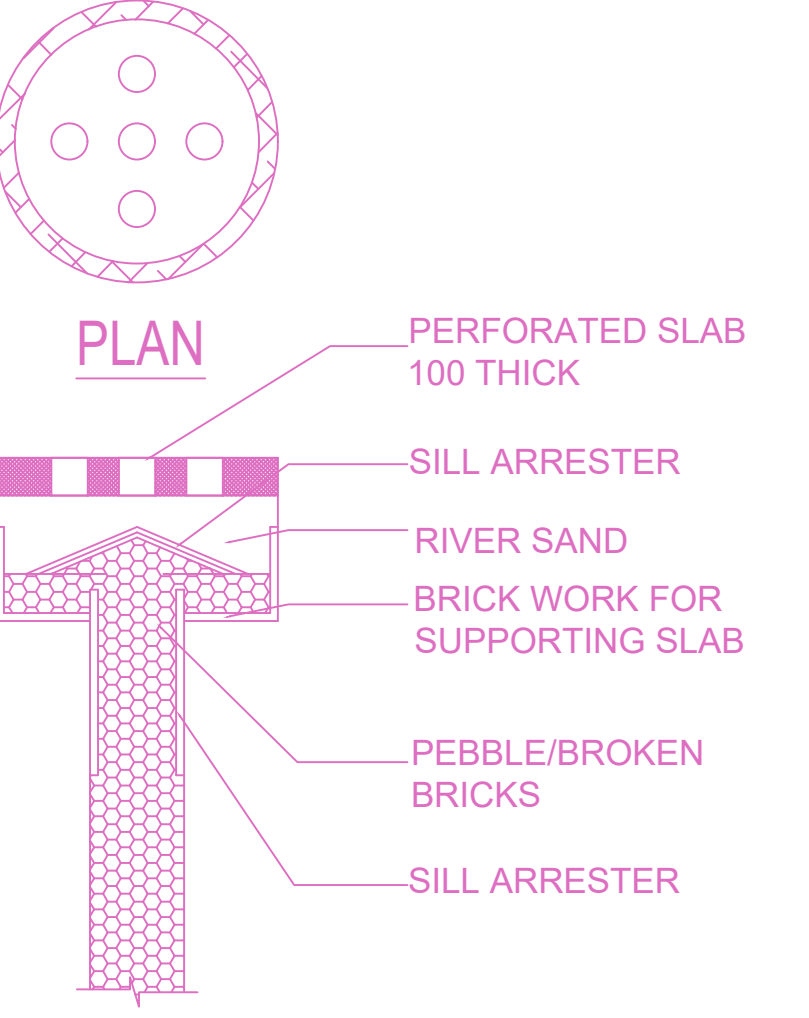 PLAN
PERFORATED SLAB
100 THICK
SILL ARRESTER
RIVER SAND
BRICK WORK FOR
SUPPORTING SLAB
PEBBLE/BROKEN
BRICKS
SILL ARRESTER